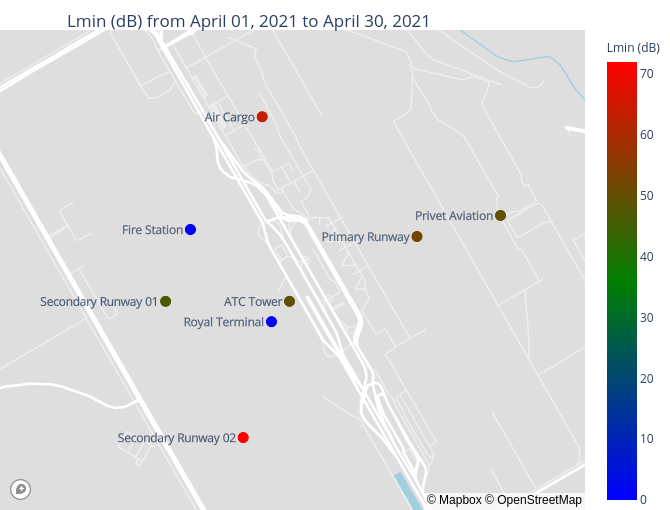 Lmin (dB) from April 01, 2021 to April 30, 2021
Lmin (dB)
70
60
50
40
30
20
10
0
Air Cargo
Privet Aviation
Fire Station
Primary Runway
Secondary Runway 01
ATC Tower
Royal Terminal
Secondary Runway 02
© Mapbox © OpenStreetMap